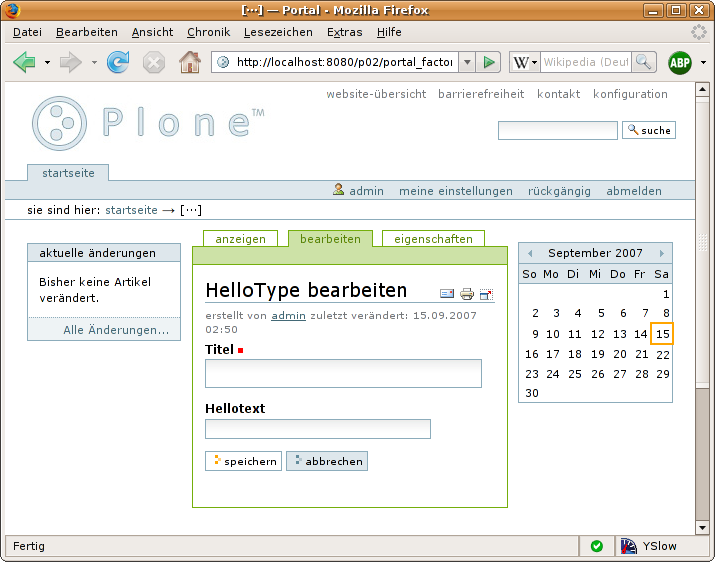 [···] — Portal - Mozilla Firefox
Datei Bearbeiten Ansicht Chronik Lesezeichen Extras Hilfe
http://localhost:8080/p02/portal_factor W Wikipedia (Deut ABP
website-übersicht barrierefreiheit kontakt konfiguration
Plone™
suche
startseite
admin meine einstellungen rückgängig abmelden
sie sind hier: startseite → [···]
anzeigen bearbeiten eigenschaften
aktuelle änderungen
Bisher keine Artikel
verändert.
Alle Änderungen...
HelloType bearbeiten
erstellt von admin zuletzt verändert: 15.09.2007
02:50
Titel
Hellotext
speichern abbrechen
September 2007
So Mo Di Mi Do Fr Sa
1
2 3 4 5 6 7 8
9 10 11 12 13 14 15
16 17 18 19 20 21 22
23 24 25 26 27 28 29
30
Fertig YSlow